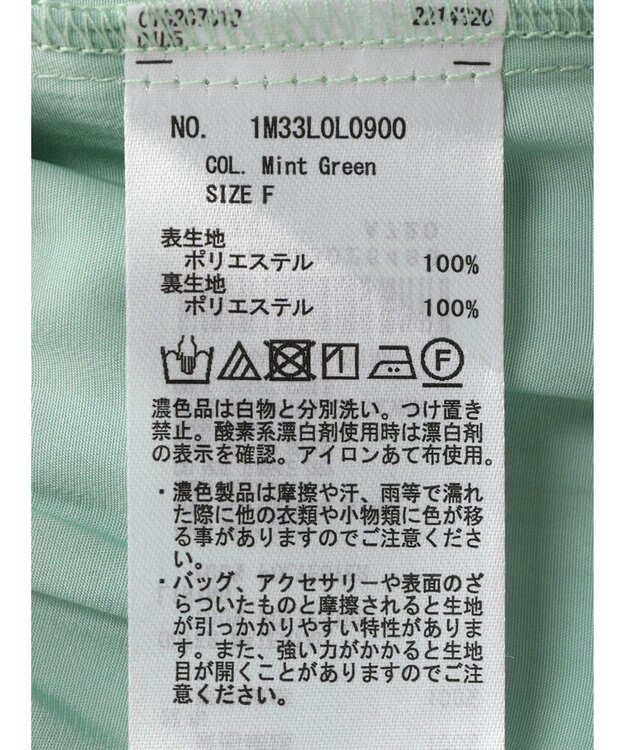 NO. 1M33L0L0900
COL. Mint Green
SIZE F
表生地
ポリエステル 100%
裏生地
ポリエステル 100%
F
濃色品は白物と分別洗い。つけ置き
禁止。酸素系漂白剤使用時は漂白剤
の表示を確認。アイロンあて布使用。
・濃色製品は摩擦や汗、雨等で濡れ
た際に他の衣類や小物類に色が移
る事がありますのでご注意くださ
い。
・バッグ、アクセサリーや表面のざ
らついたものと摩擦されると生地
が引っかかりやすい特性がありま
す。また、強い力がかかると生地
目が開くことがありますのでご注
意ください。